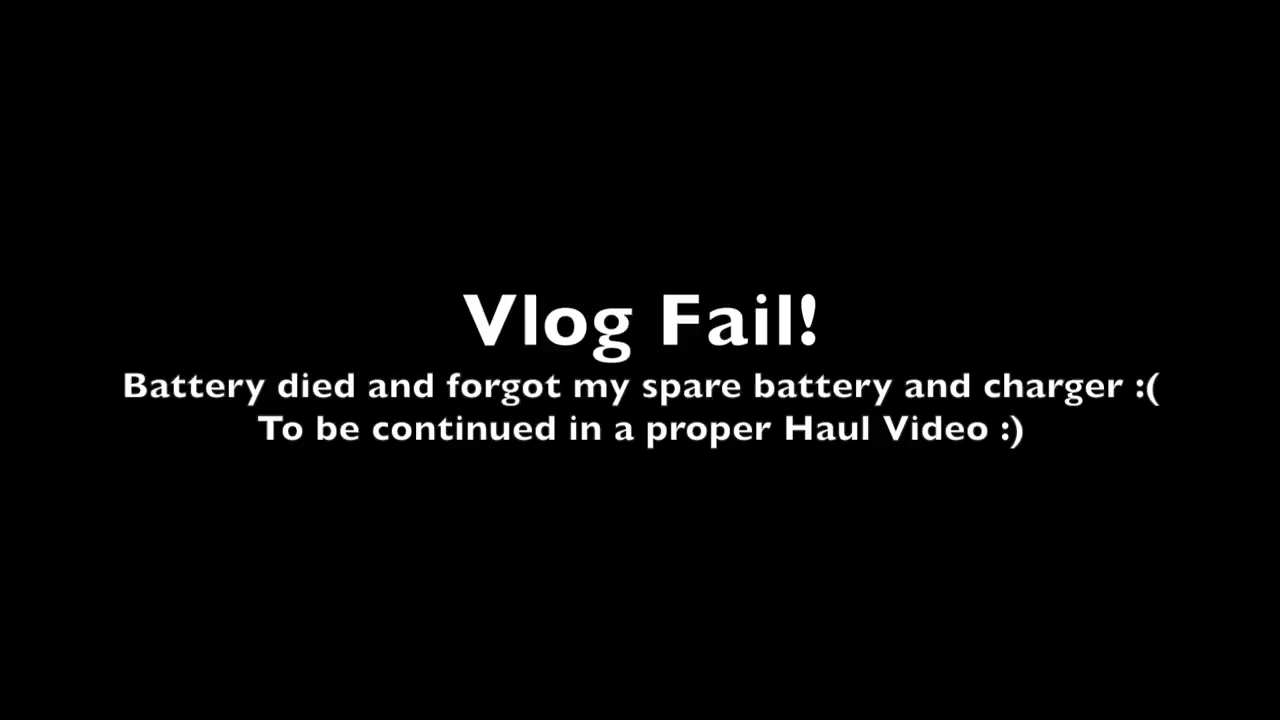 Vlog Fail!
Battery died and forgot my spare battery and charger :(
To be continued in a proper Haul Video :)